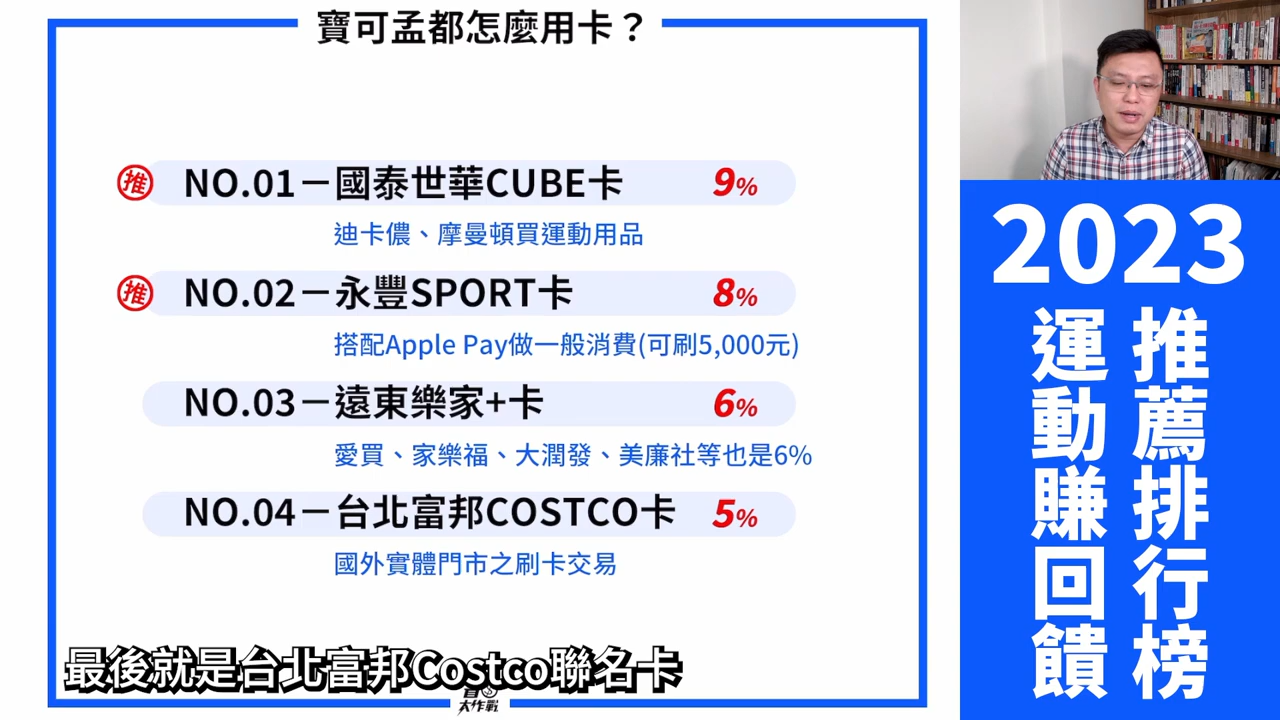 寶可孟都怎麼用卡？
推 NO.01－國泰世華CUBE卡 9%
迪卡儂、摩曼頓買運動用品
推 NO.02－永豐SPORT卡 8%
搭配Apple Pay做一般消費(可刷5,000元)
NO.03－遠東樂家+卡 6%
愛買、家樂福、大潤發、美廉社等也是6%
NO.04－台北富邦COSTCO卡 5%
國外實體門市之刷卡交易
最後就是台北富邦Costco聯名卡
大作戰
2023
推薦排行榜
運動賺回饋